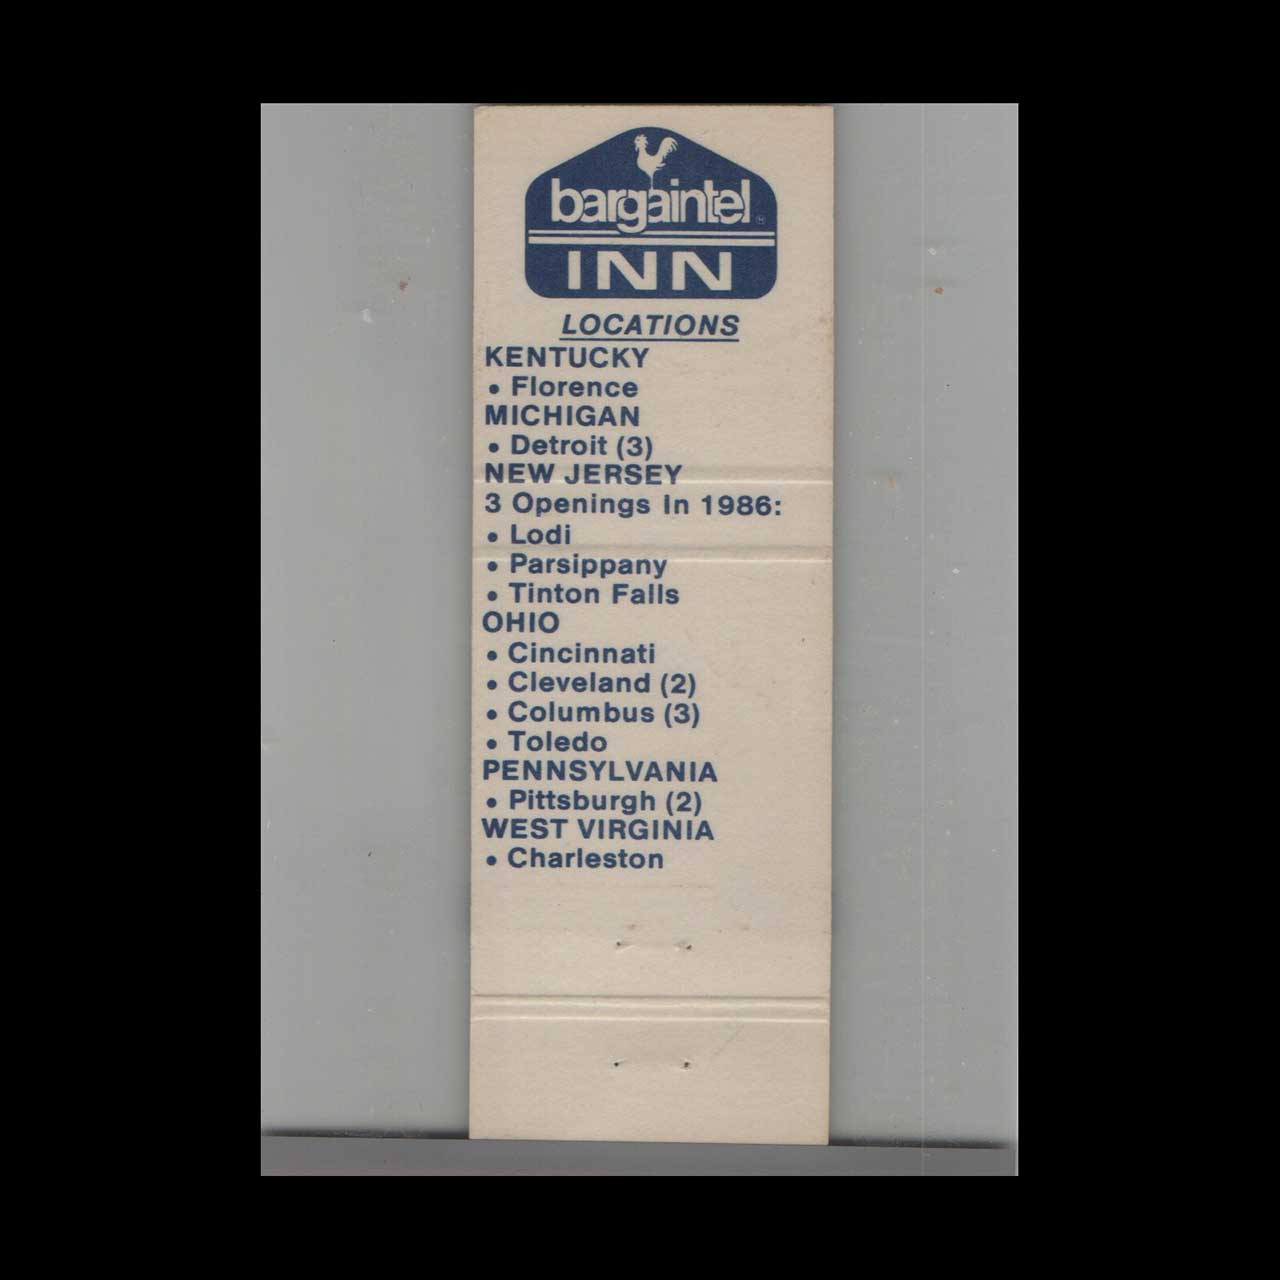 bargaintel®
INN
LOCATIONS
KENTUCKY
• Florence
MICHIGAN
• Detroit (3)
NEW JERSEY
3 Openings In 1986:
• Lodi
• Parsippany
• Tinton Falls
OHIO
• Cincinnati
• Cleveland (2)
• Columbus (3)
• Toledo
PENNSYLVANIA
• Pittsburgh (2)
WEST VIRGINIA
• Charleston